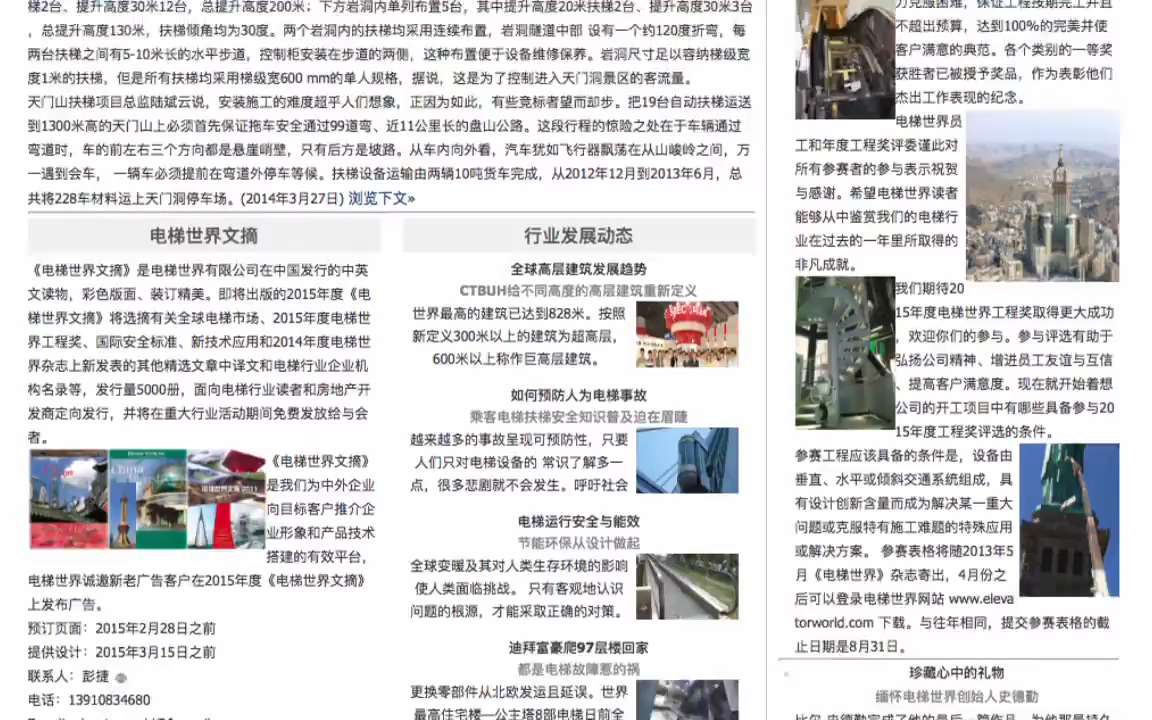 梯2台、提升高度30米12台，总提升高度200米；下方岩洞内单列布置5台，其中提升高度20米扶梯2台、提升高度30米3台
，总提升高度130米，扶梯倾角均为30度。两个岩洞内的扶梯均采用连续布置，岩洞隧道中部 设有一个约120度折弯，每
两台扶梯之间有5-10米长的水平步道，控制柜安装在步道的两侧，这种布置便于设备维修保养。岩洞尺寸足以容纳梯级宽
度1米的扶梯，但是所有扶梯均采用梯级宽600 mm的单人规格，据说，这是为了控制进入天门洞景区的客流量。
天门山扶梯项目总监陆斌云说，安装施工的难度超乎人们想象，正因为如此，有些竞标者望而却步。把19台自动扶梯运送
到1300米高的天门山上必须首先保证拖车安全通过99道弯、近11公里长的盘山公路。这段行程的惊险之处在于车辆通过
弯道时，车的前左右三个方向都是悬崖峭壁，只有后方是坡路。从车内向外看，汽车犹如飞行器飘荡在从山峻岭之间，万
一遇到会车， 一辆车必须提前在弯道外停车等候。扶梯设备运输由两辆10吨货车完成，从2012年12月到2013年6月，总
共将228车材料运上天门洞停车场。(2014年3月27日) 浏览下文»
电梯世界文摘
《电梯世界文摘》是电梯世界有限公司在中国发行的中英
文读物，彩色版面、装订精美。即将出版的2015年度《电
梯世界文摘》将选摘有关全球电梯市场、2015年度电梯世
界工程奖、国际安全标准、新技术应用和2014年度电梯世
界杂志上新发表的其他精选文章中译文和电梯行业企业机
构名录等，发行量5000册，面向电梯行业读者和房地产开
发商定向发行，并将在重大行业活动期间免费发放给与会
者。
《电梯世界文摘》
是我们为中外企业
向目标客户推介企
业形象和产品技术
搭建的有效平台，
电梯世界诚邀新老广告客户在2015年度《电梯世界文摘》
上发布广告。
预订页面：2015年2月28日之前
提供设计：2015年3月15日之前
联系人：彭捷
电话：13910834680
行业发展动态
全球高层建筑发展趋势
CTBUH给不同高度的高层建筑重新定义
世界最高的建筑已达到828米。按照
新定义300米以上的建筑为超高层，
600米以上称作巨高层建筑。
如何预防人为电梯事故
乘客电梯扶梯安全知识普及迫在眉睫
越来越多的事故呈现可预防性，只要
人们只对电梯设备的 常识了解多一
点，很多悲剧就不会发生。呼吁社会
电梯运行安全与能效
节能环保从设计做起
全球变暖及其对人类生存环境的影响
使人类面临挑战。 只有客观地认识
问题的根源，才能采取正确的对策。
迪拜富豪爬97层楼回家
都是电梯故障惹的祸
更换零部件从北欧发运且延误。世界
最高住宅楼—公主塔8部电梯日前全
力克服困难，保证工程按期完工并且
不超出预算，达到100%的完美并使
客户满意的典范。各个类别的一等奖
获胜者已被授予奖品，作为表彰他们
杰出工作表现的纪念。
电梯世界员
工和年度工程奖评委谨此对
所有参赛者的参与表示祝贺
与感谢。希望电梯世界读者
能够从中鉴赏我们的电梯行
业在过去的一年里所取得的
非凡成就。
我们期待20
15年度电梯世界工程奖取得更大成功
，欢迎你们的参与。参与评选有助于
弘扬公司精神、增进员工友谊与互信
、提高客户满意度。现在就开始着想
公司的开工项目中有哪些具备参与20
15年度工程奖评选的条件。
参赛工程应该具备的条件是，设备由
垂直、水平或倾斜交通系统组成，具
有设计创新含量而成为解决某一重大
问题或克服特有施工难题的特殊应用
或解决方案。 参赛表格将随2013年5
月《电梯世界》杂志寄出，4月份之
后可以登录电梯世界网站 www.eleva
torworld.com 下载。与往年相同，提交参赛表格的截
止日期是8月31日。
珍藏心中的礼物
缅怀电梯世界创始人史德勤